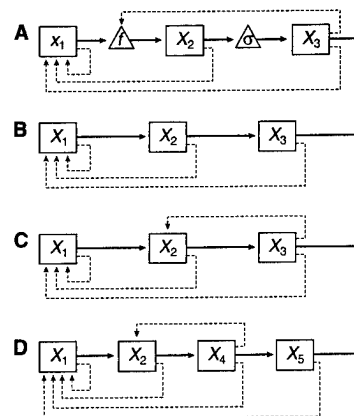 A x₁ f X₂ σ X₃
B X₁ X₂ X₃
C X₁ X₂ X₃
D X₁ X₂ X₄ X₅